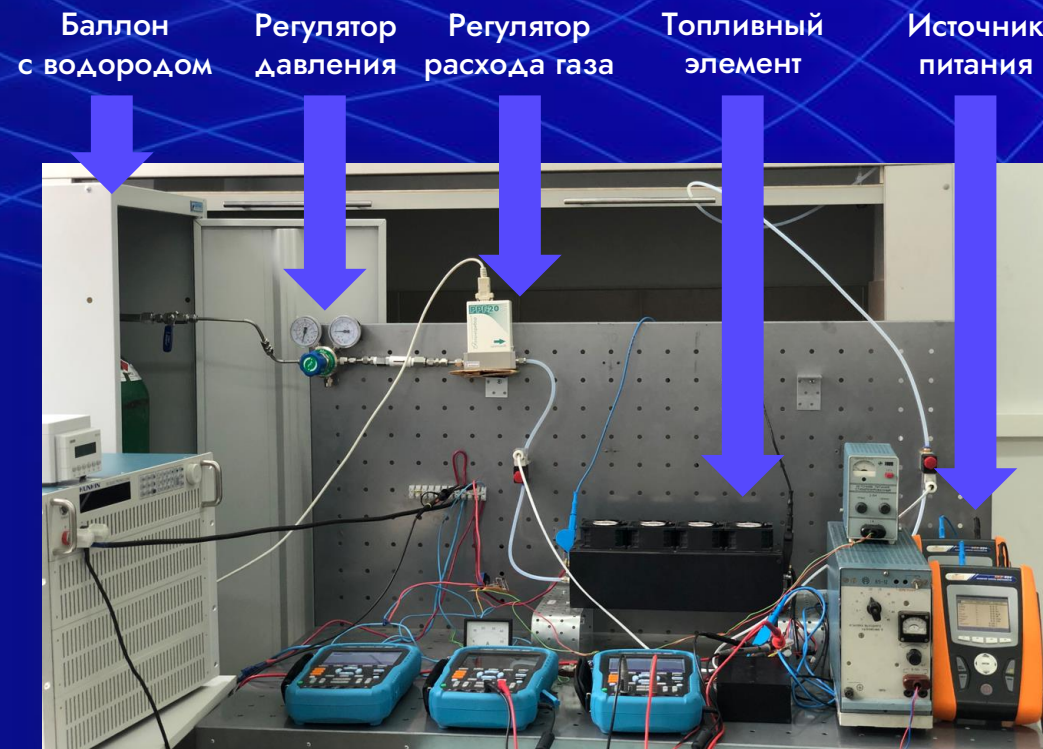 Баллон
с водородом
Регулятор
давления
Регулятор
расхода газа
Топливный
элемент
Источник
питания